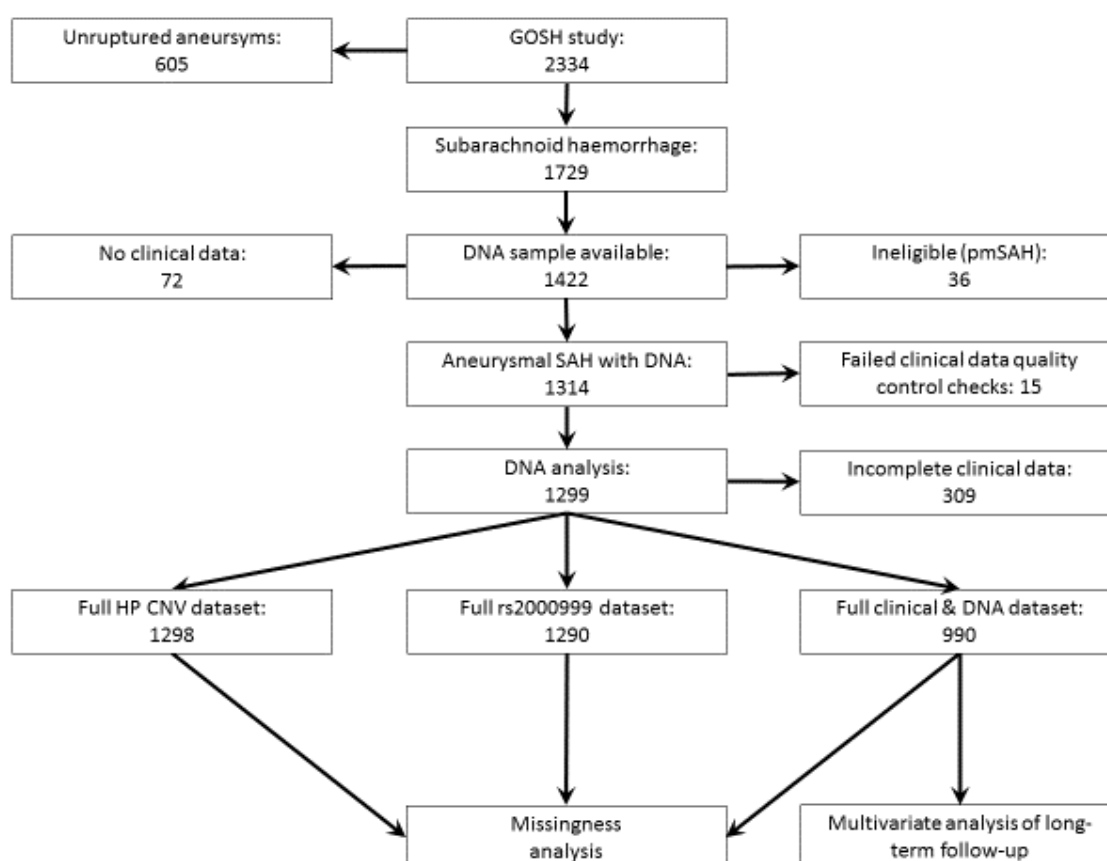 Unruptured aneursyms:
605
GOSH study:
2334
Subarachnoid haemorrhage:
1729
No clinical data:
72
DNA sample available:
1422
Ineligible (pmSAH):
36
Aneurysmal SAH with DNA:
1314
Failed clinical data quality
control checks: 15
DNA analysis:
1299
Incomplete clinical data:
309
Full HP CNV dataset:
1298
Full rs2000999 dataset:
1290
Full clinical & DNA dataset:
990
Missingness
analysis
Multivariate analysis of long-
term follow-up